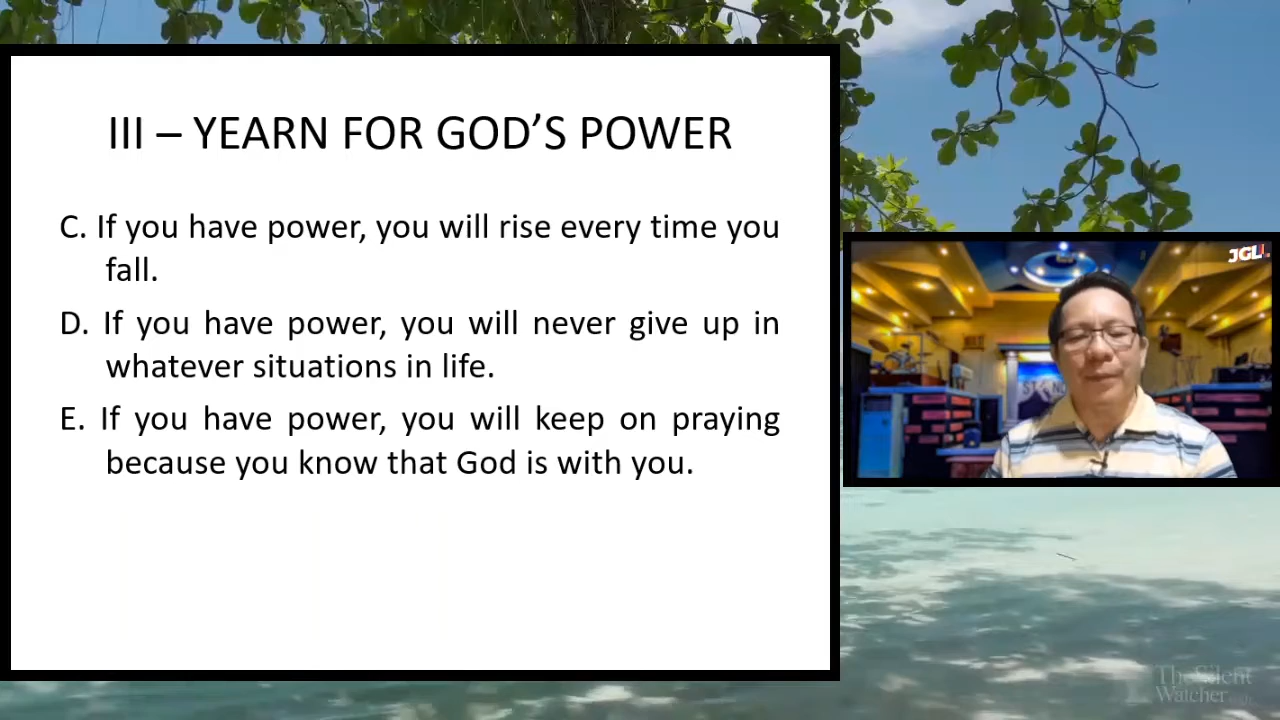 III – YEARN FOR GOD’S POWER
C. If you have power, you will rise every time you
fall.
D. If you have power, you will never give up in
whatever situations in life.
E. If you have power, you will keep on praying
because you know that God is with you.
The Silent
Watcher